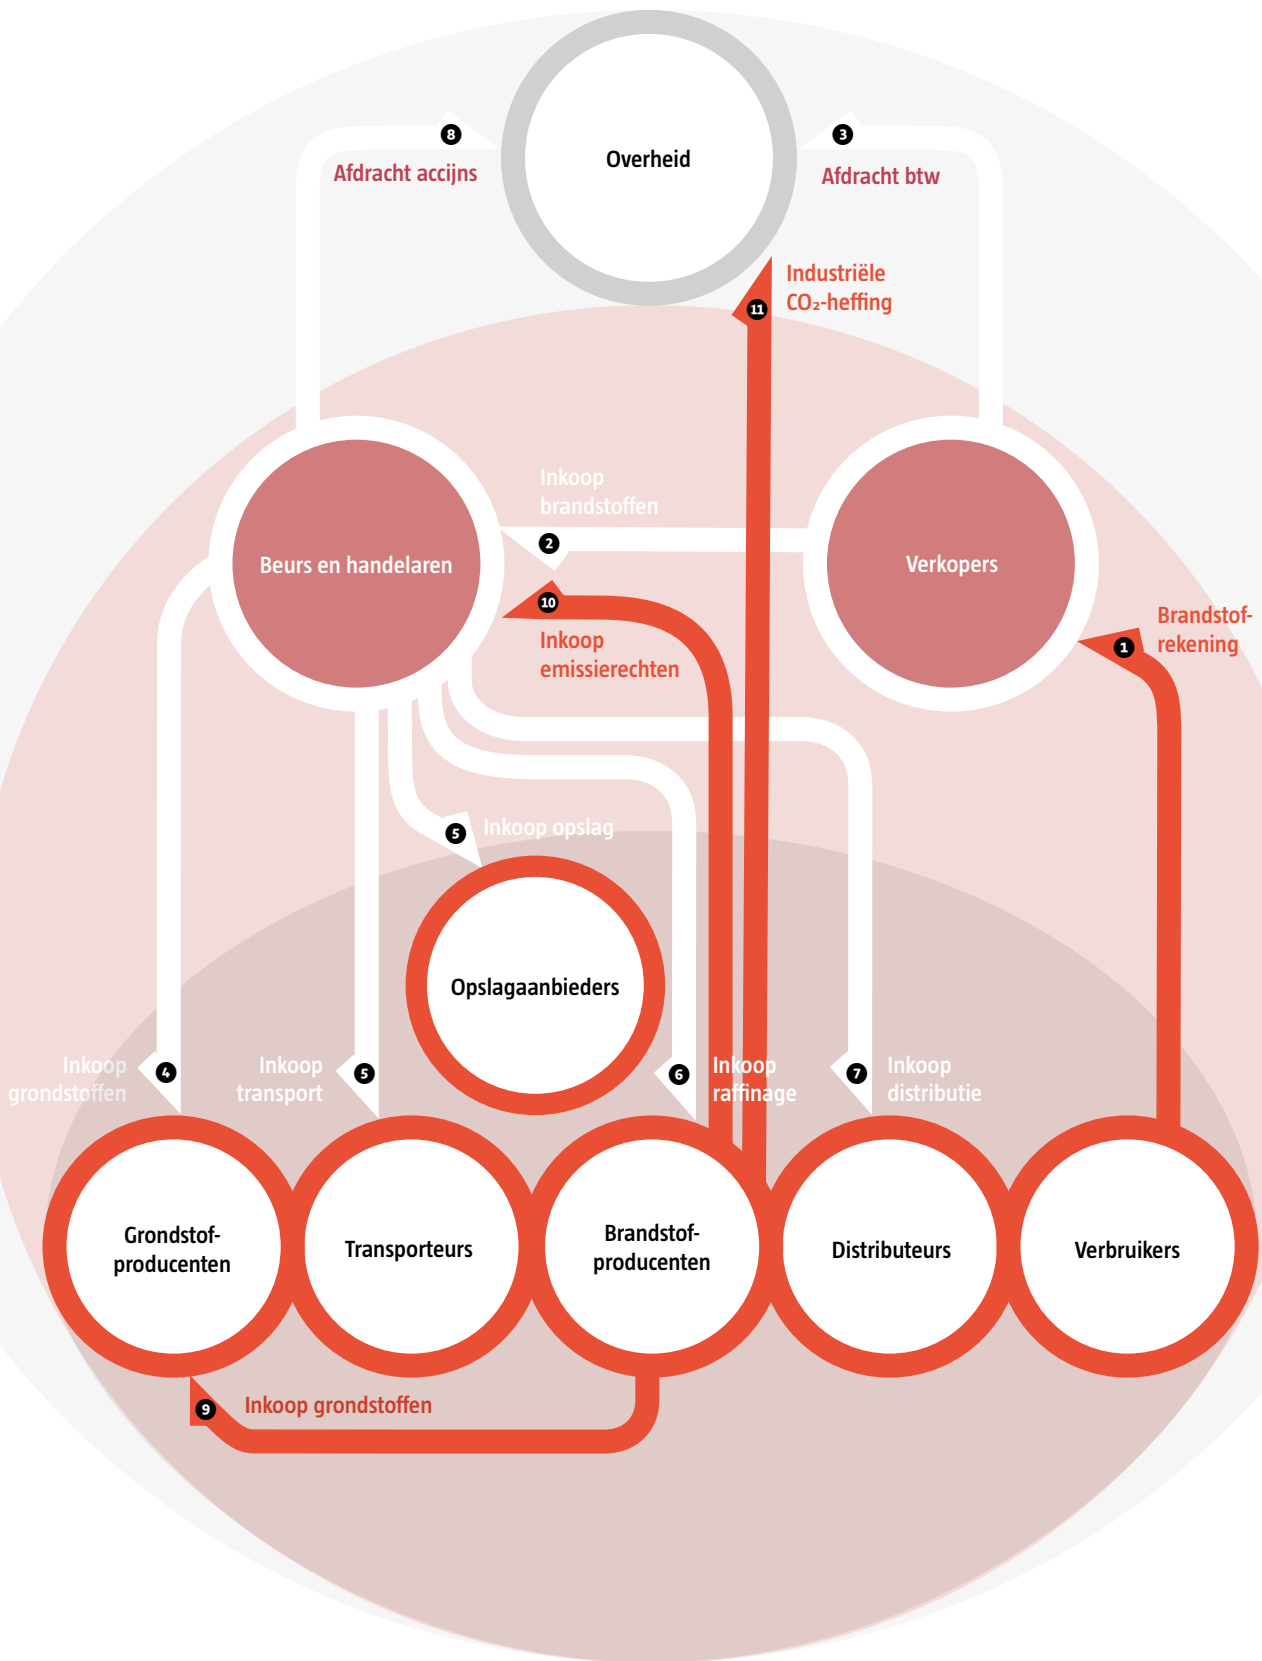 Overheid
8
Afdracht accijns
3
Afdracht btw
11
Industriële
CO₂-heffing
Inkoop
brandstoffen
2
Beurs en handelaren
Verkopers
10
Inkoop
emissierechten
Brandstof-
rekening
1
5
Inkoop opslag
Opslagaanbieders
Inkoop
grondstoffen
4
Inkoop
transport
5
6
Inkoop
raffinage
7
Inkoop
distributie
Grondstof-
producenten
Transporteurs
Brandstof-
producenten
Distributeurs
Verbruikers
9
Inkoop grondstoffen